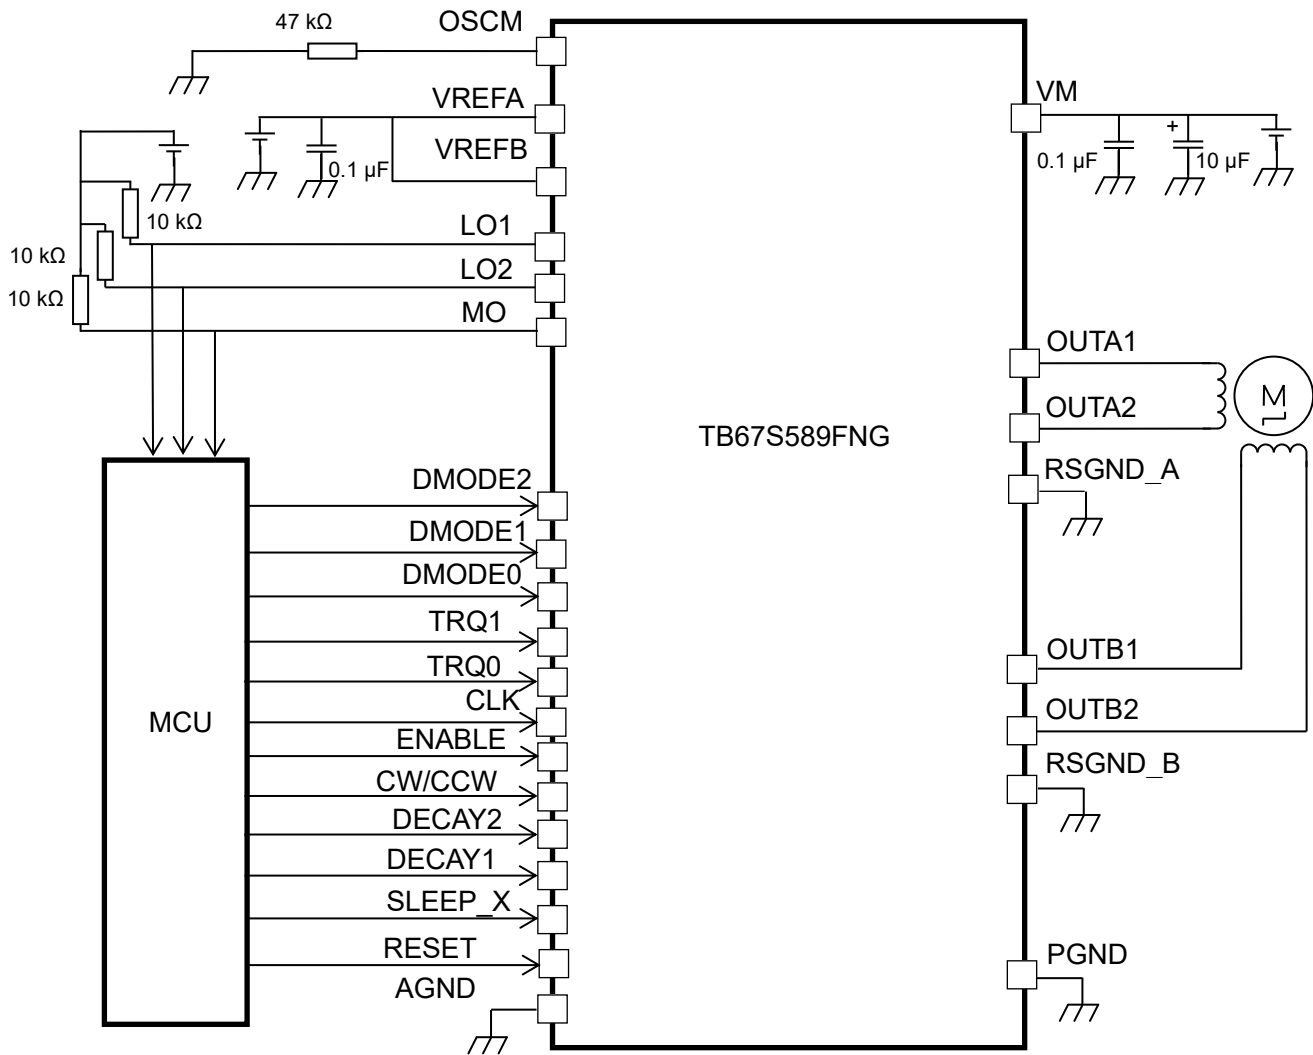 47 kΩ
OSCM
VREFA
VREFB
0.1 µF
10 kΩ
LO1
10 kΩ
LO2
10 kΩ
MO
VM
0.1 µF
+
10 µF
OUTA1
OUTA2
M
RSGND_A
TB67S589FNG
DMODE2
DMODE1
DMODE0
TRQ1
TRQ0
CLK
MCU
ENABLE
CW/CCW
DECAY2
DECAY1
SLEEP_X
RESET
AGND
OUTB1
OUTB2
RSGND_B
PGND